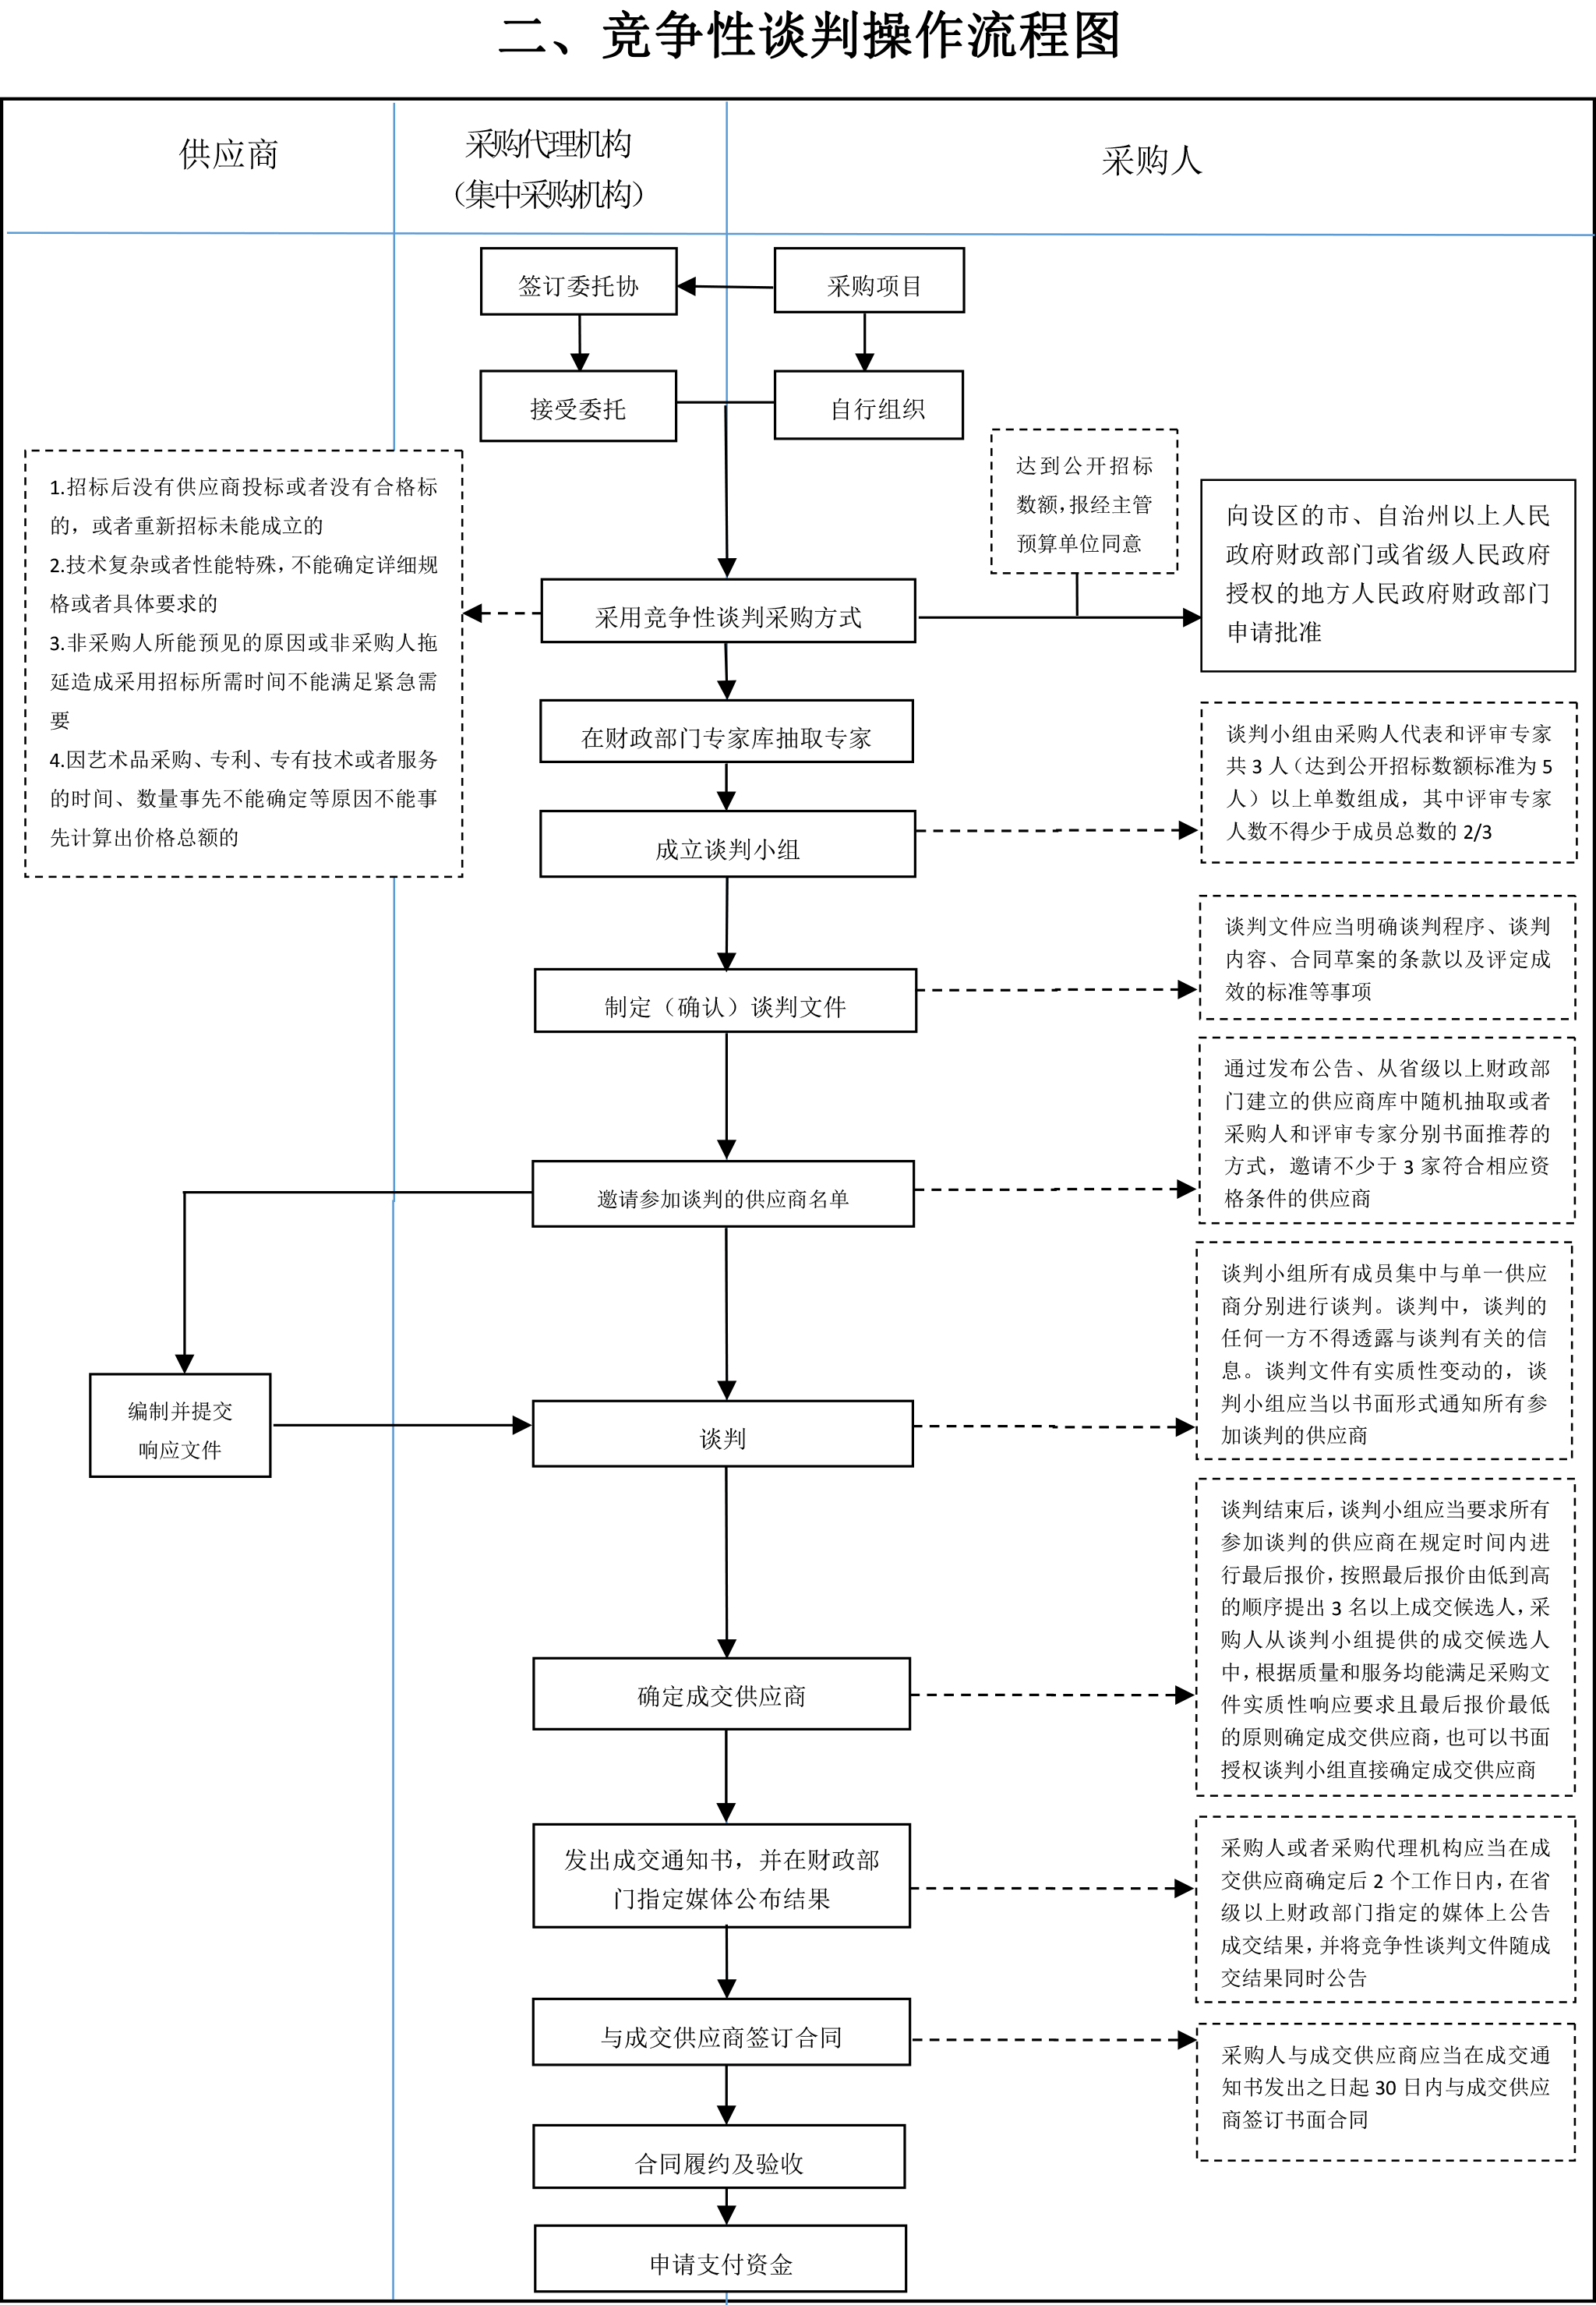 二、竞争性谈判操作流程图
供应商
采购代理机构
（集中采购机构）
采购人
签订委托协
采购项目
接受委托
自行组织
达到公开招标
数额，报经主管
预算单位同意
向设区的市、自治州以上人民
政府财政部门或省级人民政府
授权的地方人民政府财政部门
申请批准
1.招标后没有供应商投标或者没有合格标
的，或者重新招标未能成立的
2.技术复杂或者性能特殊，不能确定详细规
格或者具体要求的
3.非采购人所能预见的原因或非采购人拖
延造成采用招标所需时间不能满足紧急需
要
4.因艺术品采购、专利、专有技术或者服务
的时间、数量事先不能确定等原因不能事
先计算出价格总额的
采用竞争性谈判采购方式
在财政部门专家库抽取专家
成立谈判小组
谈判小组由采购人代表和评审专家
共 3 人（达到公开招标数额标准为 5
人）以上单数组成，其中评审专家
人数不得少于成员总数的 2/3
制定（确认）谈判文件
谈判文件应当明确谈判程序、谈判
内容、合同草案的条款以及评定成
效的标准等事项
邀请参加谈判的供应商名单
通过发布公告、从省级以上财政部
门建立的供应商库中随机抽取或者
采购人和评审专家分别书面推荐的
方式，邀请不少于 3 家符合相应资
格条件的供应商
编制并提交
响应文件
谈判
谈判小组所有成员集中与单一供应
商分别进行谈判。谈判中，谈判的
任何一方不得透露与谈判有关的信
息。谈判文件有实质性变动的，谈
判小组应当以书面形式通知所有参
加谈判的供应商
确定成交供应商
谈判结束后，谈判小组应当要求所有
参加谈判的供应商在规定时间内进
行最后报价，按照最后报价由低到高
的顺序提出 3 名以上成交候选人，采
购人从谈判小组提供的成交候选人
中，根据质量和服务均能满足采购文
件实质性响应要求且最后报价最低
的原则确定成交供应商，也可以书面
授权谈判小组直接确定成交供应商
发出成交通知书，并在财政部
门指定媒体公布结果
采购人或者采购代理机构应当在成
交供应商确定后 2 个工作日内，在省
级以上财政部门指定的媒体上公告
成交结果，并将竞争性谈判文件随成
交结果同时公告
与成交供应商签订合同
采购人与成交供应商应当在成交通
知书发出之日起 30 日内与成交供应
商签订书面合同
合同履约及验收
申请支付资金